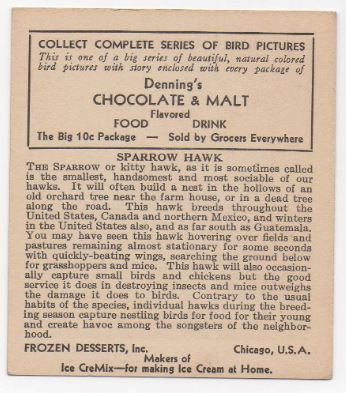 COLLECT COMPLETE SERIES OF BIRD PICTURES
This is one of a big series of beautiful, natural colored
bird pictures with story enclosed with every package of
Denning's
CHOCOLATE & MALT
Flavored
FOOD DRINK
The Big 10c Package — Sold by Grocers Everywhere
SPARROW HAWK
THE SPARROW or kitty hawk, as it is sometimes called
is the smallest, handsomest and most sociable of our
hawks. It will often build a nest in the hollows of an
old orchard tree near the farm house, or in a dead tree
along the road. This hawk breeds throughout the
United States, Canada and northern Mexico, and winters
in the United States also, and as far south as Guatemala.
You may have seen this hawk hovering over fields and
pastures remaining almost stationary for some seconds
with quickly-beating wings, searching the ground below
for grasshoppers and mice. This hawk will also occasion-
ally capture small birds and chickens but the good
service it does in destroying insects and mice outweighs
the damage it does to birds. Contrary to the usual
habits of the species, individual hawks during the breed-
ing season capture nestling birds for food for their young
and create havoc among the songsters of the neighbor-
hood.
FROZEN DESSERTS, Inc. Chicago, U.S.A.
Makers of
Ice CreMix—for making Ice Cream at Home.